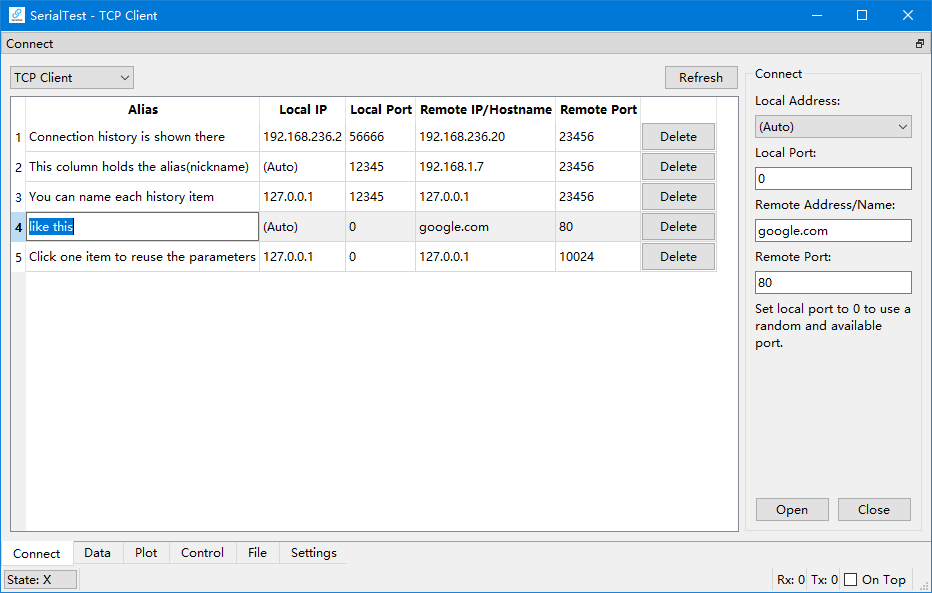 SerialTest - TCP Client
Connect
TCP Client
Refresh
Alias Local IP Local Port Remote IP/Hostname Remote Port
1 Connection history is shown there 192.168.236.2 56666 192.168.236.20 23456 Delete
2 This column holds the alias(nickname) (Auto) 12345 192.168.1.7 23456 Delete
3 You can name each history item 127.0.0.1 12345 127.0.0.1 23456 Delete
4 like this (Auto) 0 google.com 80 Delete
5 Click one item to reuse the parameters 127.0.0.1 0 127.0.0.1 10024 Delete
Connect
Local Address:
(Auto)
Local Port:
0
Remote Address/Name:
google.com
Remote Port:
80
Set local port to 0 to use a
random and available
port.
Open Close
Connect Data Plot Control File Settings
State: X Rx: 0 Tx: 0 On Top